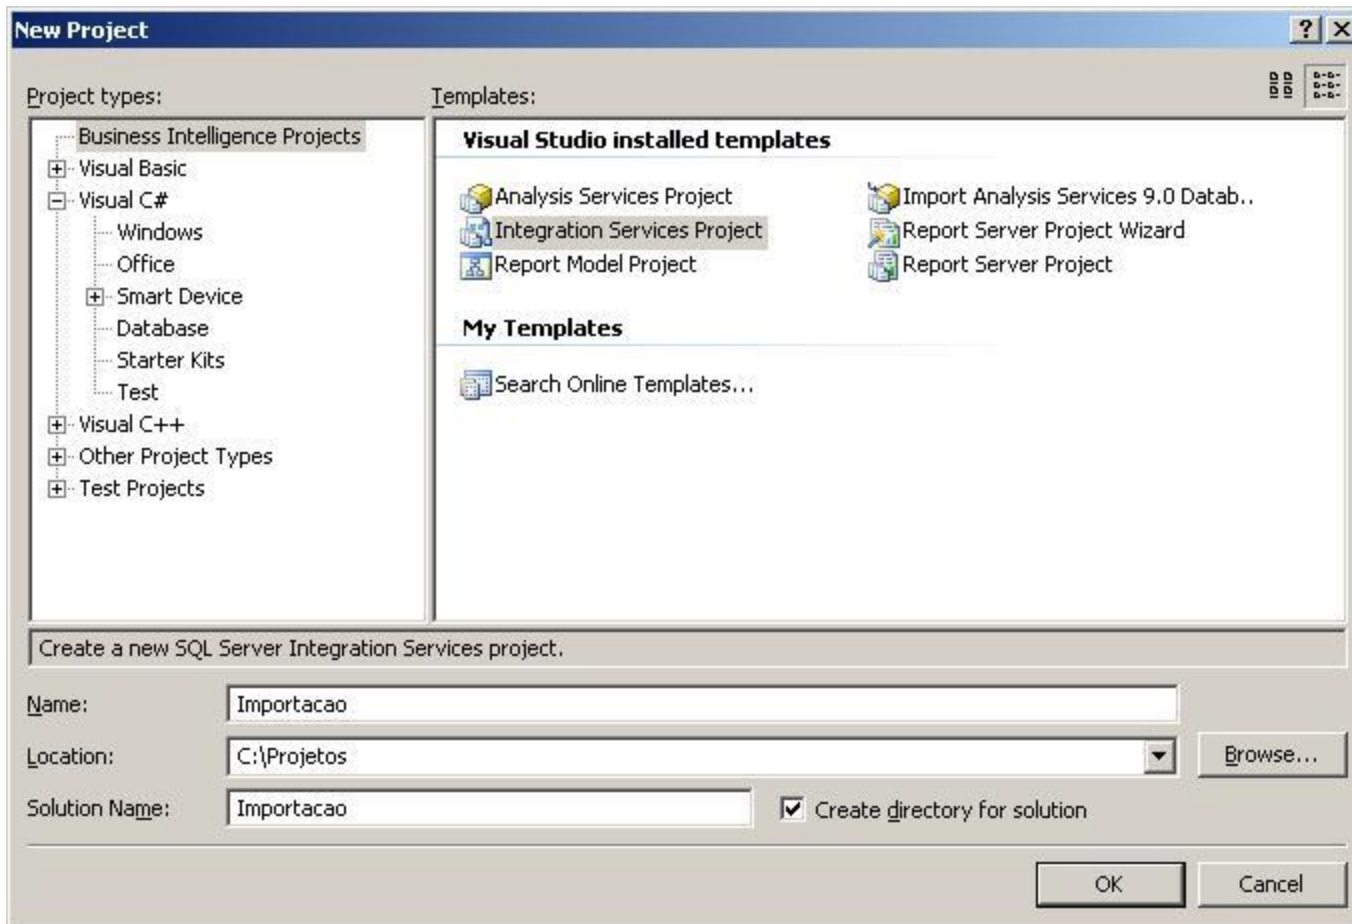 New Project
Project types:
Templates:
Business Intelligence Projects
Visual Basic
Visual C#
Windows
Office
Smart Device
Database
Starter Kits
Test
Visual C++
Other Project Types
Test Projects
Visual Studio installed templates
Analysis Services Project
Import Analysis Services 9.0 Datab..
Integration Services Project
Report Server Project Wizard
Report Model Project
Report Server Project
My Templates
Search Online Templates...
Create a new SQL Server Integration Services project.
Name:
Importacao
Location:
C:\Projetos
Browse...
Solution Name:
Importacao
Create directory for solution
OK
Cancel